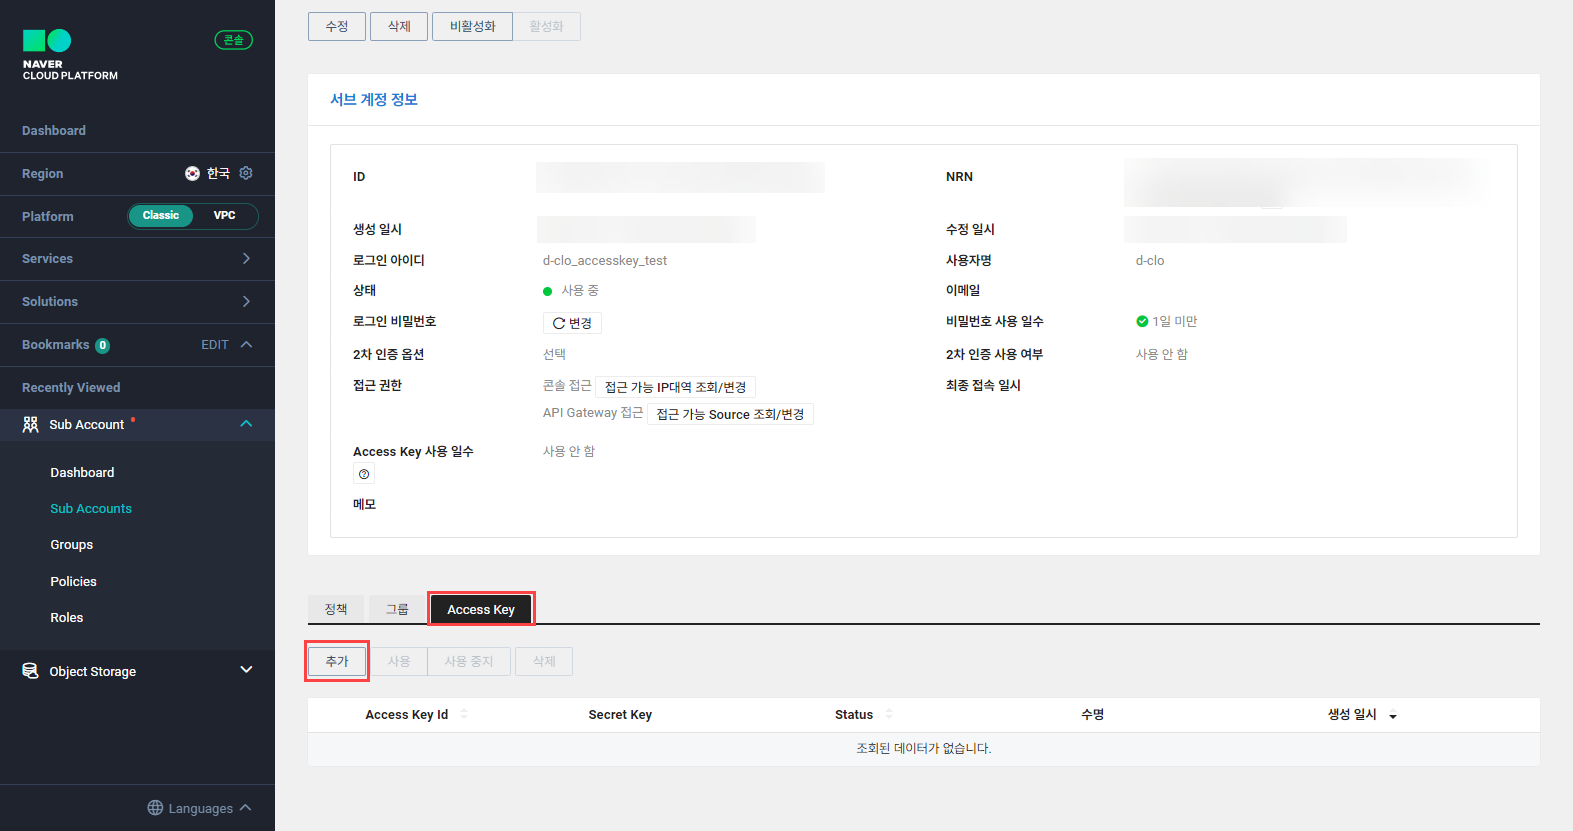 NAVER
CLOUD PLATFORM
콘솔
Dashboard
Region 한국
Platform Classic VPC
Services
Solutions
Bookmarks 0 EDIT
Recently Viewed
Sub Account
Dashboard
Sub Accounts
Groups
Policies
Roles
Object Storage
Languages
수정 삭제 비활성화 활성화
서브 계정 정보
ID NRN
생성 일시 수정 일시
로그인 아이디 d-clo_accesskey_test 사용자명 d-clo
상태 사용 중 이메일
로그인 비밀번호 변경 비밀번호 사용 일수 1일 미만
2차 인증 옵션 선택 2차 인증 사용 여부 사용 안 함
접근 권한 콘솔 접근 접근 가능 IP대역 조회/변경 최종 접속 일시
API Gateway 접근 접근 가능 Source 조회/변경
Access Key 사용 일수 사용 안 함
메모
정책 그룹 Access Key
추가 사용 사용 중지 삭제
Access Key Id Secret Key Status 수명 생성 일시
조회된 데이터가 없습니다.